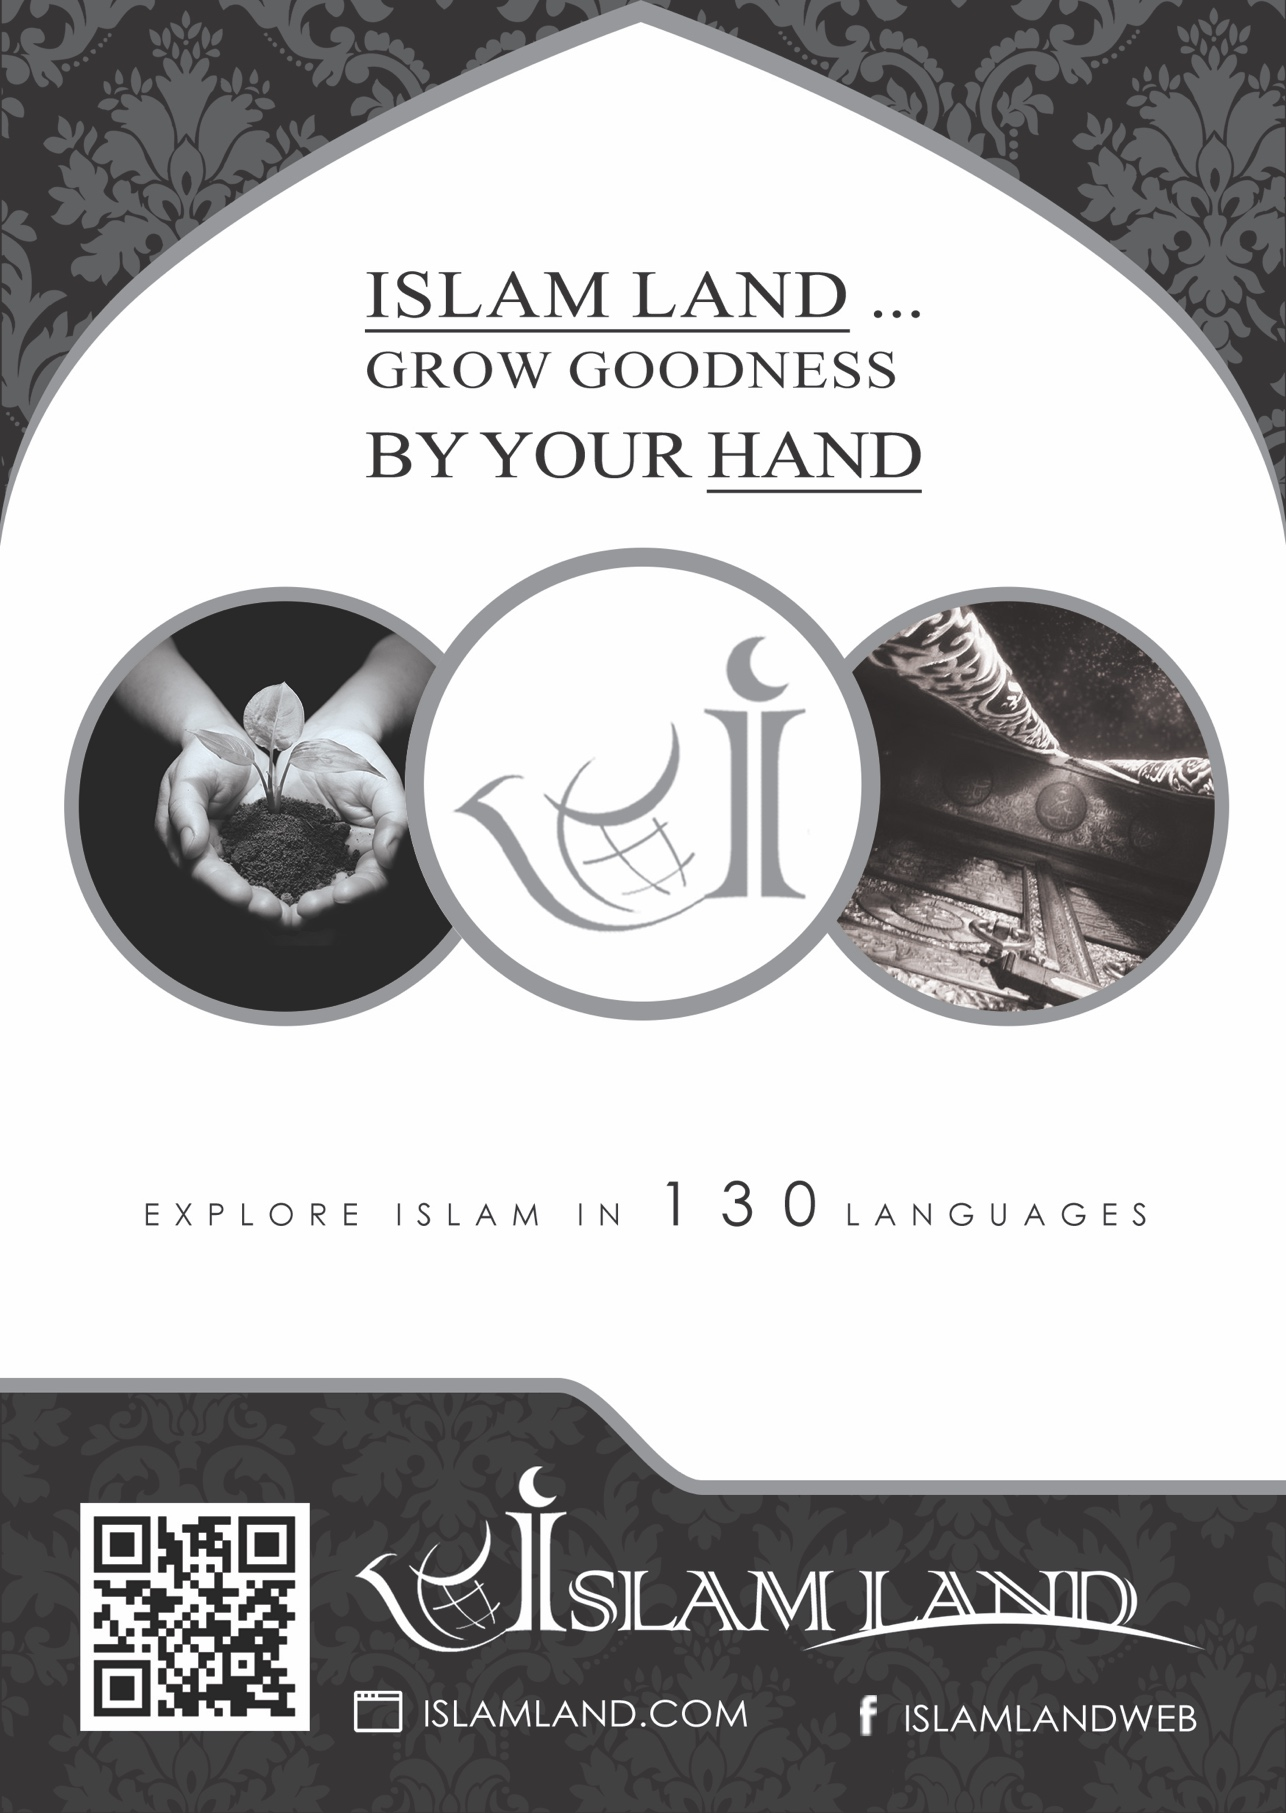 ISLAM LAND ...
GROW GOODNESS
BY YOUR HAND
EXPLORE ISLAM IN 130 LANGUAGES
ISLAM LAND
ISLAMLAND.COM
f ISLAMLANDWEB